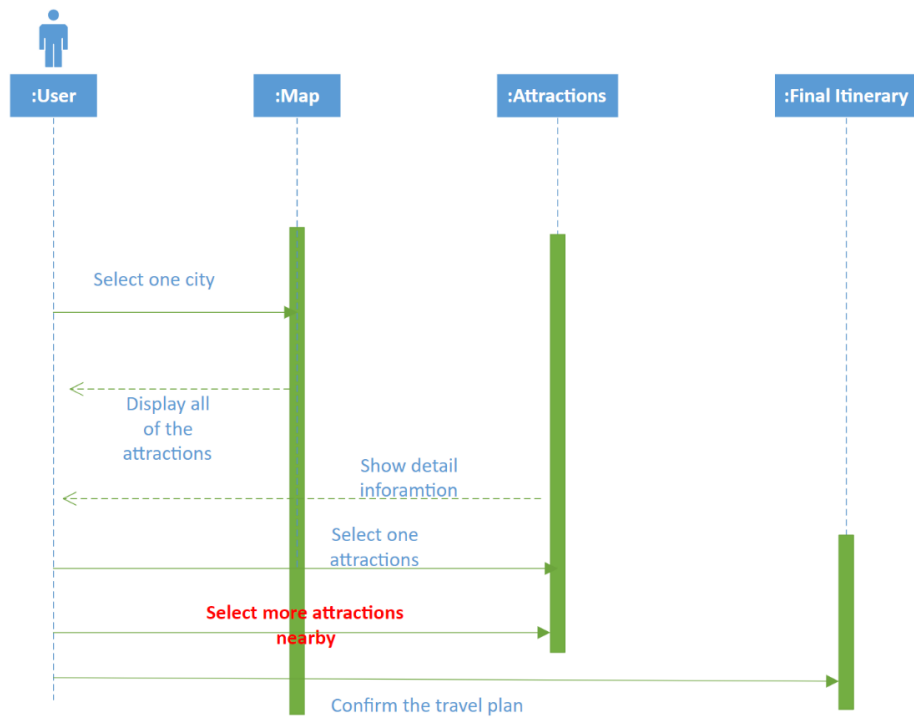 :User
:Map
:Attractions
:Final Itinerary
Select one city
Display all
of the
attractions
Show detail
inforamtion
Select one
attractions
Select more attractions
nearby
Confirm the travel plan